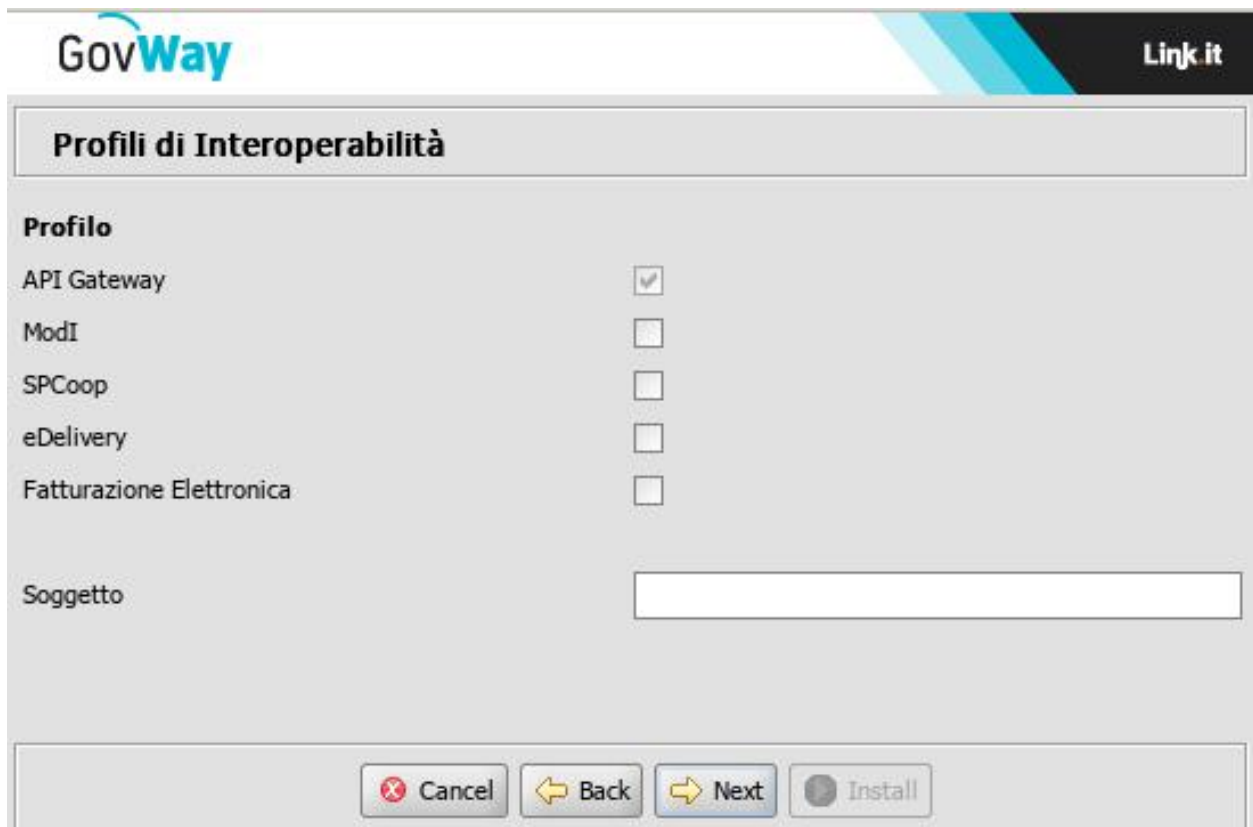 GovWay
Link.it
Profili di Interoperabilità
Profilo
API Gateway
ModI
SPCoop
eDelivery
Fatturazione Elettronica
Soggetto
Cancel Back Next Install